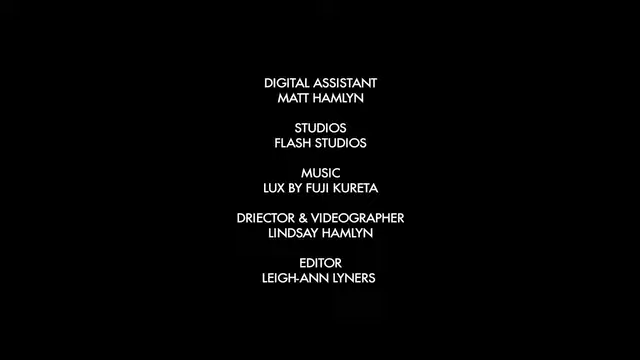 DIGITAL ASSISTANT
MATT HAMLYN
STUDIOS
FLASH STUDIOS
MUSIC
LUX BY FUJI KURETA
DRIECTOR & VIDEOGRAPHER
LINDSAY HAMLYN
EDITOR
LEIGH-ANN LYNERS